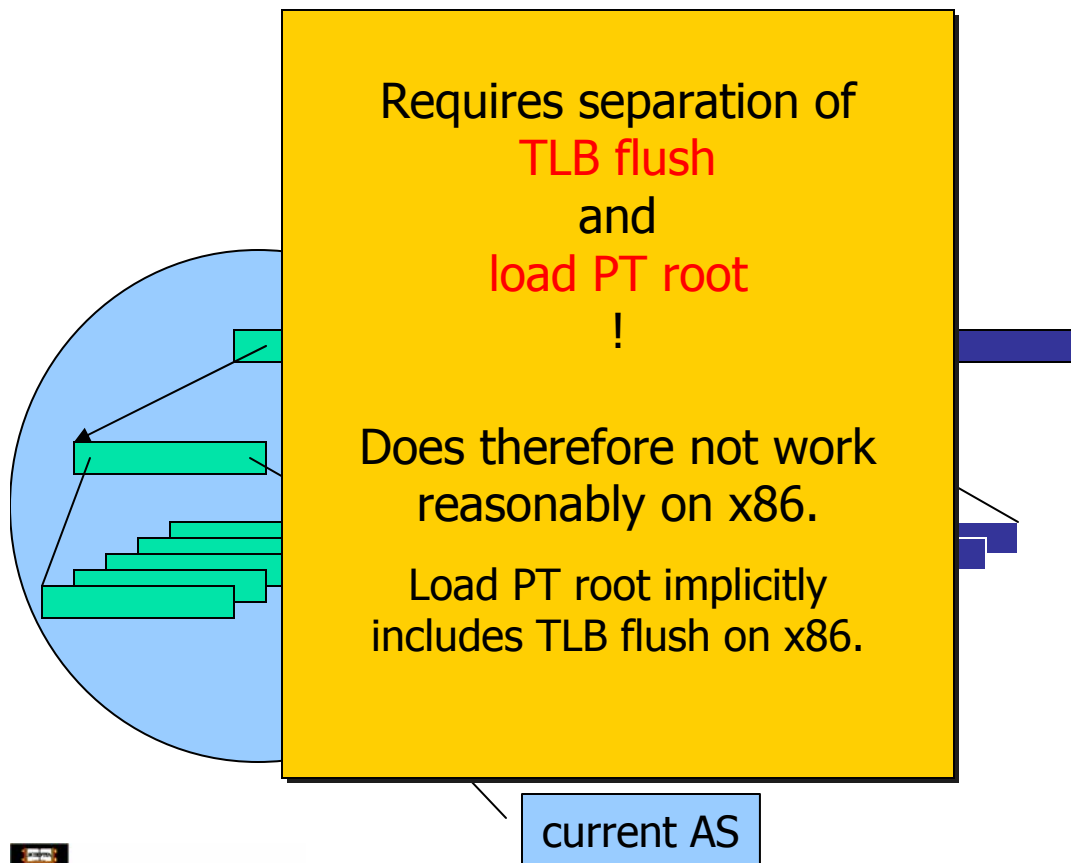 Requires separation of
TLB flush
and
load PT root
!
Does therefore not work
reasonably on x86.
Load PT root implicitly
includes TLB flush on x86.
current AS